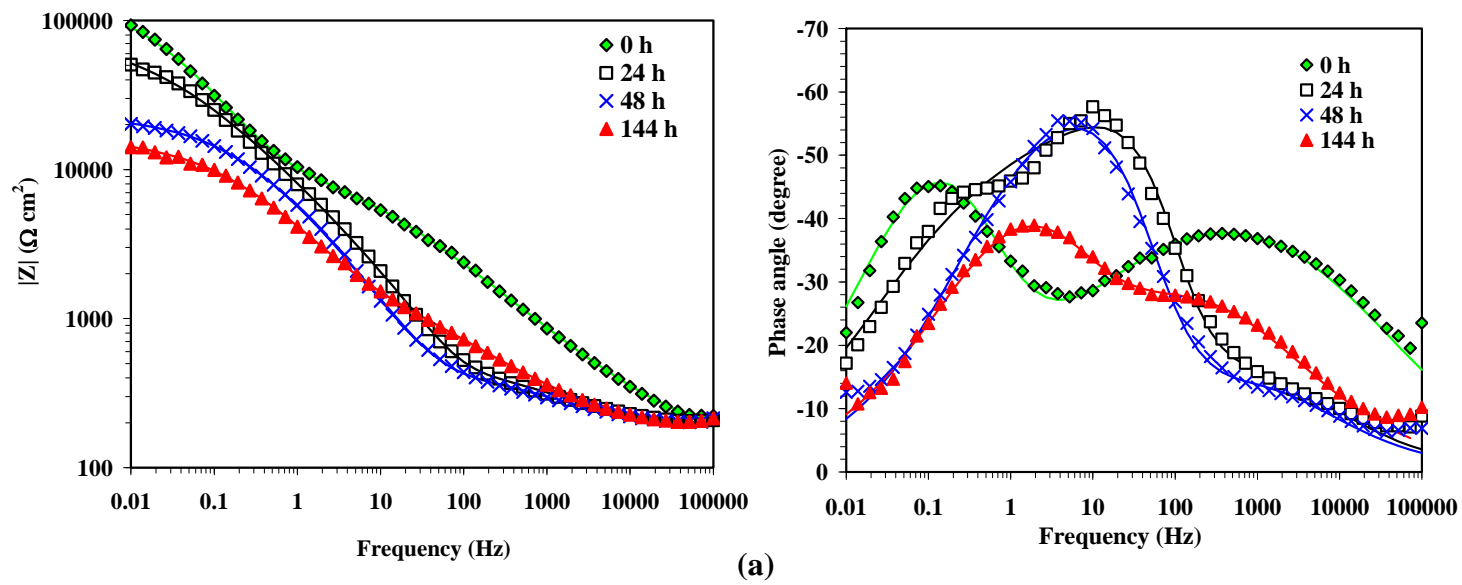 |Z| (Ω cm²)
100000
10000
1000
100
0 h
24 h
48 h
144 h
0.01 0.1 1 10 100 1000 10000 100000
Frequency (Hz)
Phase angle (degree)
-70
-60
-50
-40
-30
-20
-10
0
0 h
24 h
48 h
144 h
0.01 0.1 1 10 100 1000 10000 100000
Frequency (Hz)
(a)